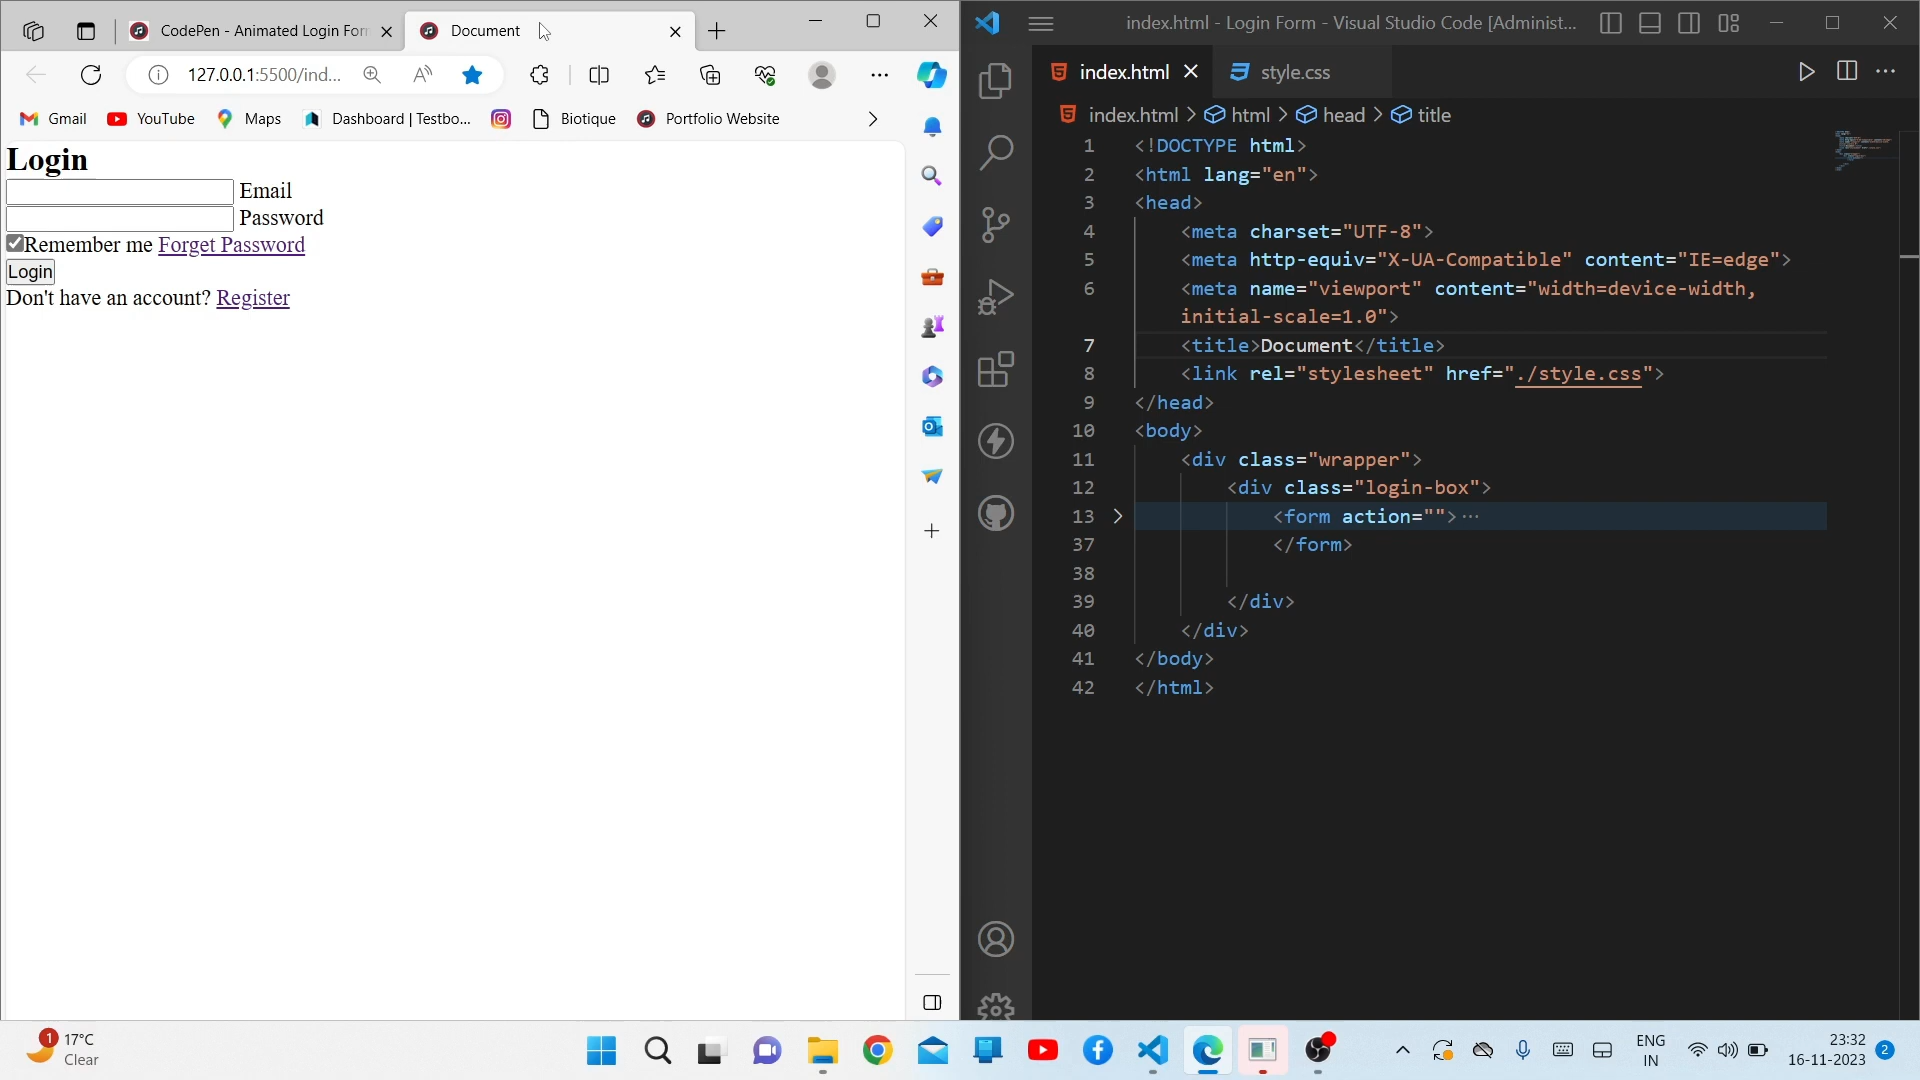 CodePen - Animated Login For
Document
127.0.0.1:5500/ind...
Gmail
YouTube
Maps
Dashboard | Testbo...
Biotique
Portfolio Website
Login
Email
Password
Remember me Forget Password
Login
Don't have an account? Register
index.html - Login Form - Visual Studio Code [Administ...
index.html
style.css
index.html > html > head > title
1 <!DOCTYPE html>
2 <html lang="en">
3 <head>
4 <meta charset="UTF-8">
5 <meta http-equiv="X-UA-Compatible" content="IE=edge">
6 <meta name="viewport" content="width=device-width,
initial-scale=1.0">
7 <title>Document</title>
8 <link rel="stylesheet" href="./style.css">
9 </head>
10 <body>
11 <div class="wrapper">
12 <div class="login-box">
13 <form action="">···
37 </form>
38
39 </div>
40 </div>
41 </body>
42 </html>
1
17°C
Clear
ENG
IN
23:32
16-11-2023
2